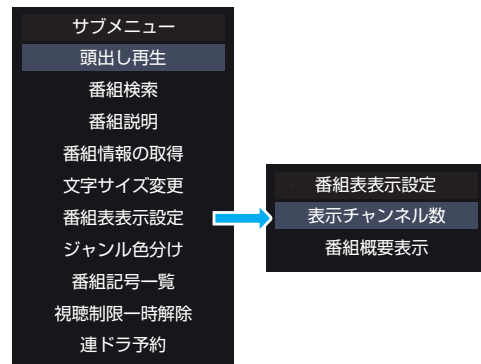 サブメニュー
頭出し再生
番組検索
番組説明
番組情報の取得
文字サイズ変更
番組表表示設定
ジャンル色分け
番組記号一覧
視聴制限一時解除
連ドラ予約
番組表表示設定
表示チャンネル数
番組概要表示